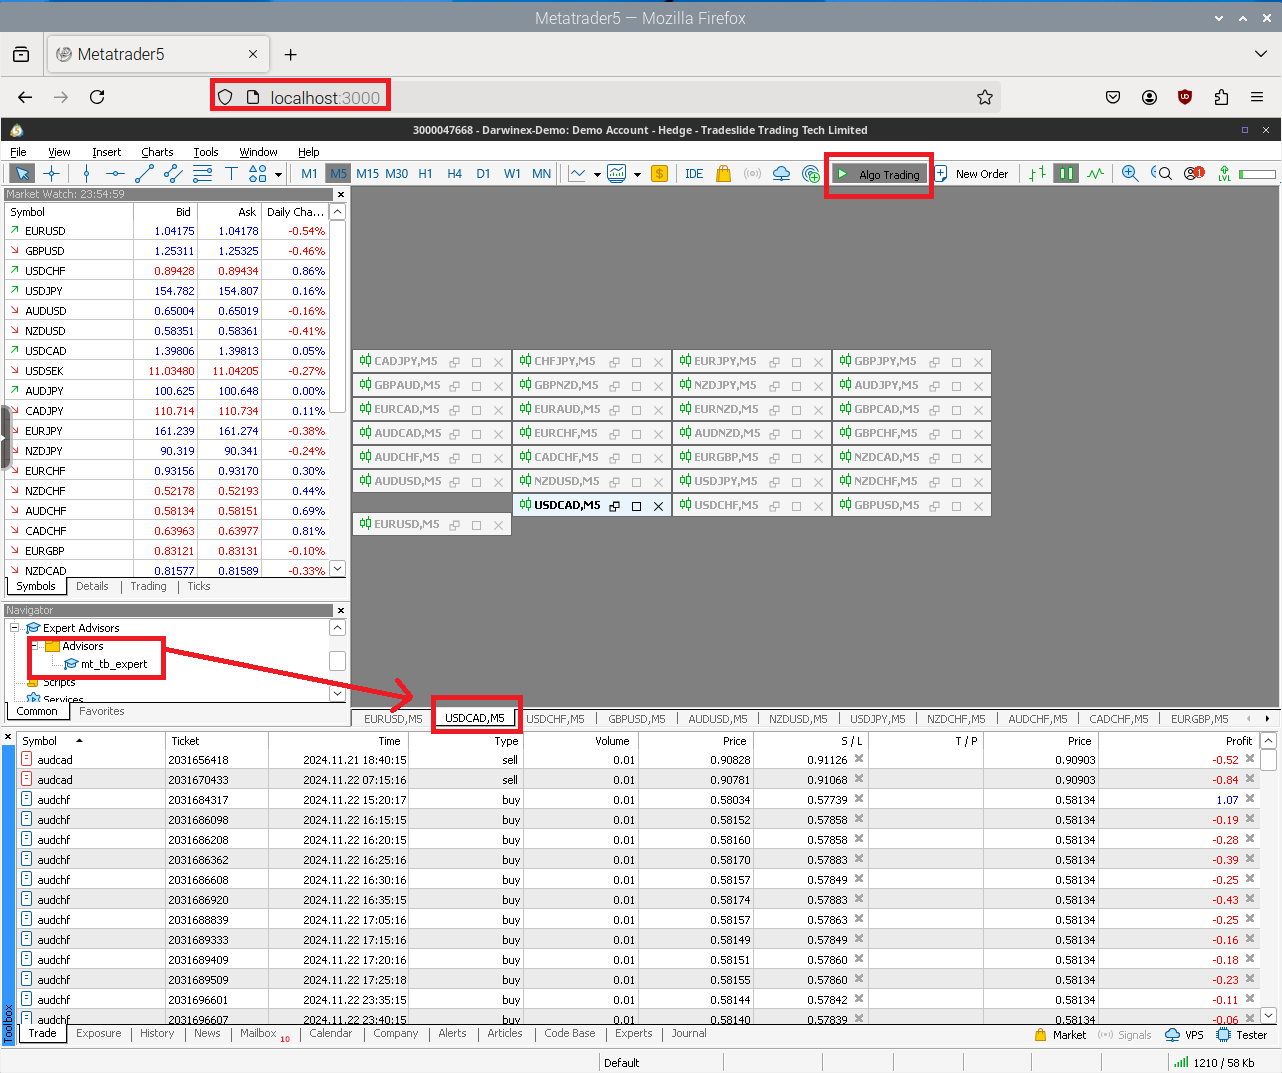 Metatrader5 — Mozilla Firefox
Metatrader5
localhost:3000
3000047668 - Darwinex-Demo: Demo Account - Hedge - Tradeslide Trading Tech Limited
File View Insert Charts Tools Window Help
M1 M5 M15 M30 H1 H4 D1 W1 MN IDE Algo Trading New Order 1 LVL
Market Watch: 23:54:59
Symbol Bid Ask Daily Cha...
EURUSD 1.04175 1.04178 -0.54%
GBPUSD 1.25311 1.25325 -0.46%
USDCHF 0.89428 0.89434 0.86%
USDJPY 154.782 154.807 0.16%
AUDUSD 0.65004 0.65019 -0.16%
NZDUSD 0.58351 0.58361 -0.41%
USDCAD 1.39806 1.39813 0.05%
USDSEK 11.03480 11.04205 -0.27%
AUDJPY 100.625 100.648 0.00%
CADJPY 110.714 110.734 0.11%
EURJPY 161.239 161.274 -0.38%
NZDJPY 90.319 90.341 -0.24%
EURCHF 0.93156 0.93170 0.30%
NZDCHF 0.52178 0.52193 0.44%
AUDCHF 0.58134 0.58151 0.69%
CADCHF 0.63963 0.63977 0.81%
EURGBP 0.83121 0.83131 -0.10%
NZDCAD 0.81577 0.81589 -0.33%
Symbols Details Trading Ticks
Navigator
Expert Advisors
Advisors
mt_tb_expert
Scripts
Services
Common Favorites
CADJPY,M5 CHFJPY,M5 EURJPY,M5 GBPJPY,M5
GBPAUD,M5 GBPNZD,M5 NZDJPY,M5 AUDJPY,M5
EURCAD,M5 EURAUD,M5 EURNZD,M5 GBPCAD,M5
AUDCAD,M5 EURCHF,M5 AUDNZD,M5 GBPCHF,M5
AUDCHF,M5 CADCHF,M5 EURGBP,M5 NZDCAD,M5
AUDUSD,M5 NZDUSD,M5 USDJPY,M5 NZDCHF,M5
USDCAD,M5 USDCHF,M5 GBPUSD,M5
EURUSD,M5
EURUSD,M5 USDCAD,M5 USDCHF,M5 GBPUSD,M5 AUDUSD,M5 NZDUSD,M5 USDJPY,M5 NZDCHF,M5 AUDCHF,M5 CADCHF,M5 EURGBP,M5
Symbol Ticket Time Type Volume Price S / L T / P Price Profit
audcad 2031656418 2024.11.21 18:40:15 sell 0.01 0.90828 0.91126 0.90903 -0.52
audcad 2031670433 2024.11.22 07:15:16 sell 0.01 0.90781 0.91068 0.90903 -0.84
audchf 2031684317 2024.11.22 15:20:17 buy 0.01 0.58034 0.57739 0.58134 1.07
audchf 2031686098 2024.11.22 16:15:15 buy 0.01 0.58152 0.57858 0.58134 -0.19
audchf 2031686208 2024.11.22 16:20:15 buy 0.01 0.58160 0.57858 0.58134 -0.28
audchf 2031686362 2024.11.22 16:25:16 buy 0.01 0.58170 0.57883 0.58134 -0.39
audchf 2031686608 2024.11.22 16:30:16 buy 0.01 0.58157 0.57849 0.58134 -0.25
audchf 2031686920 2024.11.22 16:35:15 buy 0.01 0.58174 0.57883 0.58134 -0.43
audchf 2031688839 2024.11.22 17:05:16 buy 0.01 0.58157 0.57863 0.58134 -0.25
audchf 2031689333 2024.11.22 17:15:16 buy 0.01 0.58149 0.57849 0.58134 -0.16
audchf 2031689409 2024.11.22 17:20:16 buy 0.01 0.58151 0.57860 0.58134 -0.18
audchf 2031689509 2024.11.22 17:25:18 buy 0.01 0.58155 0.57860 0.58134 -0.23
audchf 2031696601 2024.11.22 23:35:15 buy 0.01 0.58144 0.57842 0.58134 -0.11
audchf 2031696607 2024.11.22 23:40:15 buy 0.01 0.58140 0.57839 0.58134 -0.06
Toolbox
Trade Exposure History News Mailbox 10 Calendar Company Alerts Articles Code Base Experts Journal Market Signals VPS Tester
Default 1210 / 58 Kb